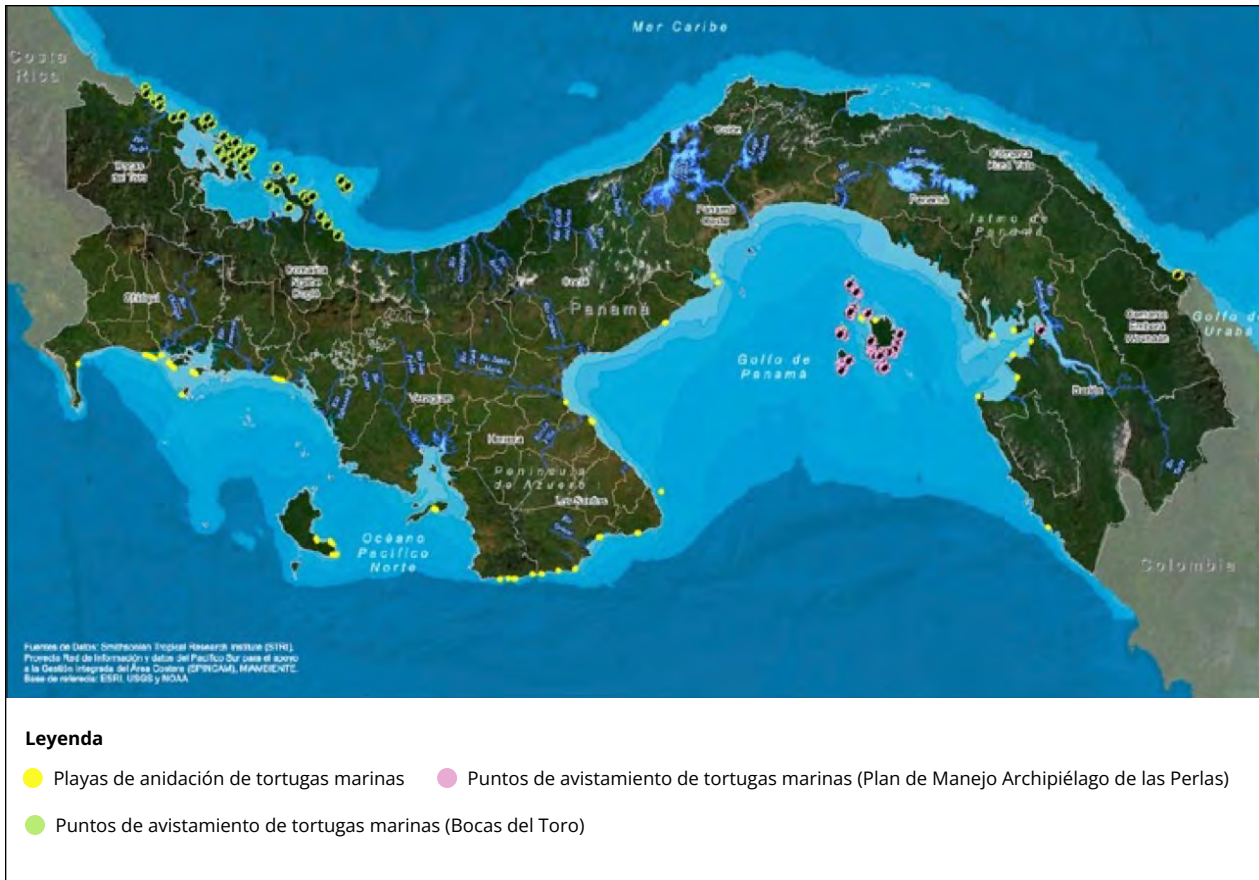 Mar Caribe
Costa
Rica
Bocas
del Toro
Colón
Comarca
Kuna Yala
Panamá
Oeste
Panamá
Istmo de
Panamá
Chiriquí
Comarca
Coclé
Panamá
Comarca
Golfo de
Urabá
Golfo de
Panamá
Darién
Veraguas
Herrera
Península
de Azuero
Los Santos
Océano
Pacífico
Norte
Colombia
Fuentes de Datos: Smithsonian Tropical Research Institute (STRI),
Proyecto Red de Información y datos del Pacífico Sur para el apoyo
a la Gestión Integrada del Área Costera (SPINCAM), MIAMBIENTE.
Base de referecia: ESRI, USGS y NOAA
Leyenda
Playas de anidación de tortugas marinas
Puntos de avistamiento de tortugas marinas (Plan de Manejo Archipiélago de las Perlas)
Puntos de avistamiento de tortugas marinas (Bocas del Toro)